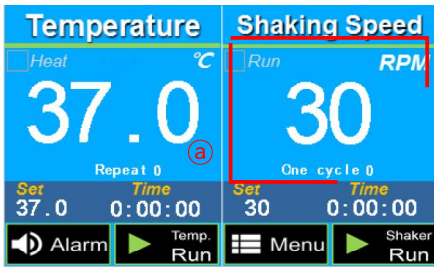 Temperature
Heat °C
37.0
ⓐ
Repeat 0
Set Time
37.0 0:00:00
Alarm Temp. Run
Shaking Speed
Run RPM
30
One cycle 0
Set Time
30 0:00:00
Menu Shaker Run